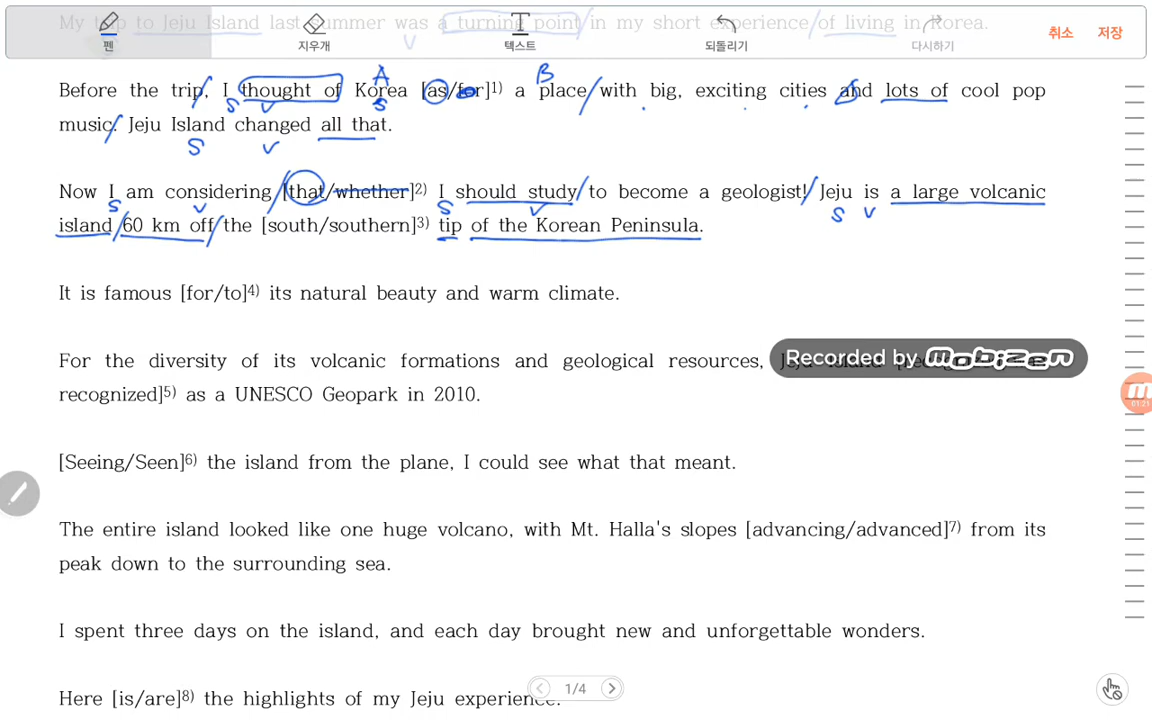 My trip to Jeju Island last summer was a turning point in my short experience of living in Korea.
펜 지우개 텍스트 되돌리기 다시하기 취소 저장
V
A B
Before the trip, I thought of Korea [as/for]1) a place with big, exciting cities and lots of cool pop
S V S
music. Jeju Island changed all that.
S V
Now I am considering [that/whether]2) I should study to become a geologist! Jeju is a large volcanic
S V S V S V
island 60 km off the [south/southern]3) tip of the Korean Peninsula.
It is famous [for/to]4) its natural beauty and warm climate.
For the diversity of its volcanic formations and geological resources,
Recorded by mobizen
recognized]5) as a UNESCO Geopark in 2010.
01:21
[Seeing/Seen]6) the island from the plane, I could see what that meant.
The entire island looked like one huge volcano, with Mt. Halla's slopes [advancing/advanced]7) from its
peak down to the surrounding sea.
I spent three days on the island, and each day brought new and unforgettable wonders.
Here [is/are]8) the highlights of my Jeju experience.
1/4